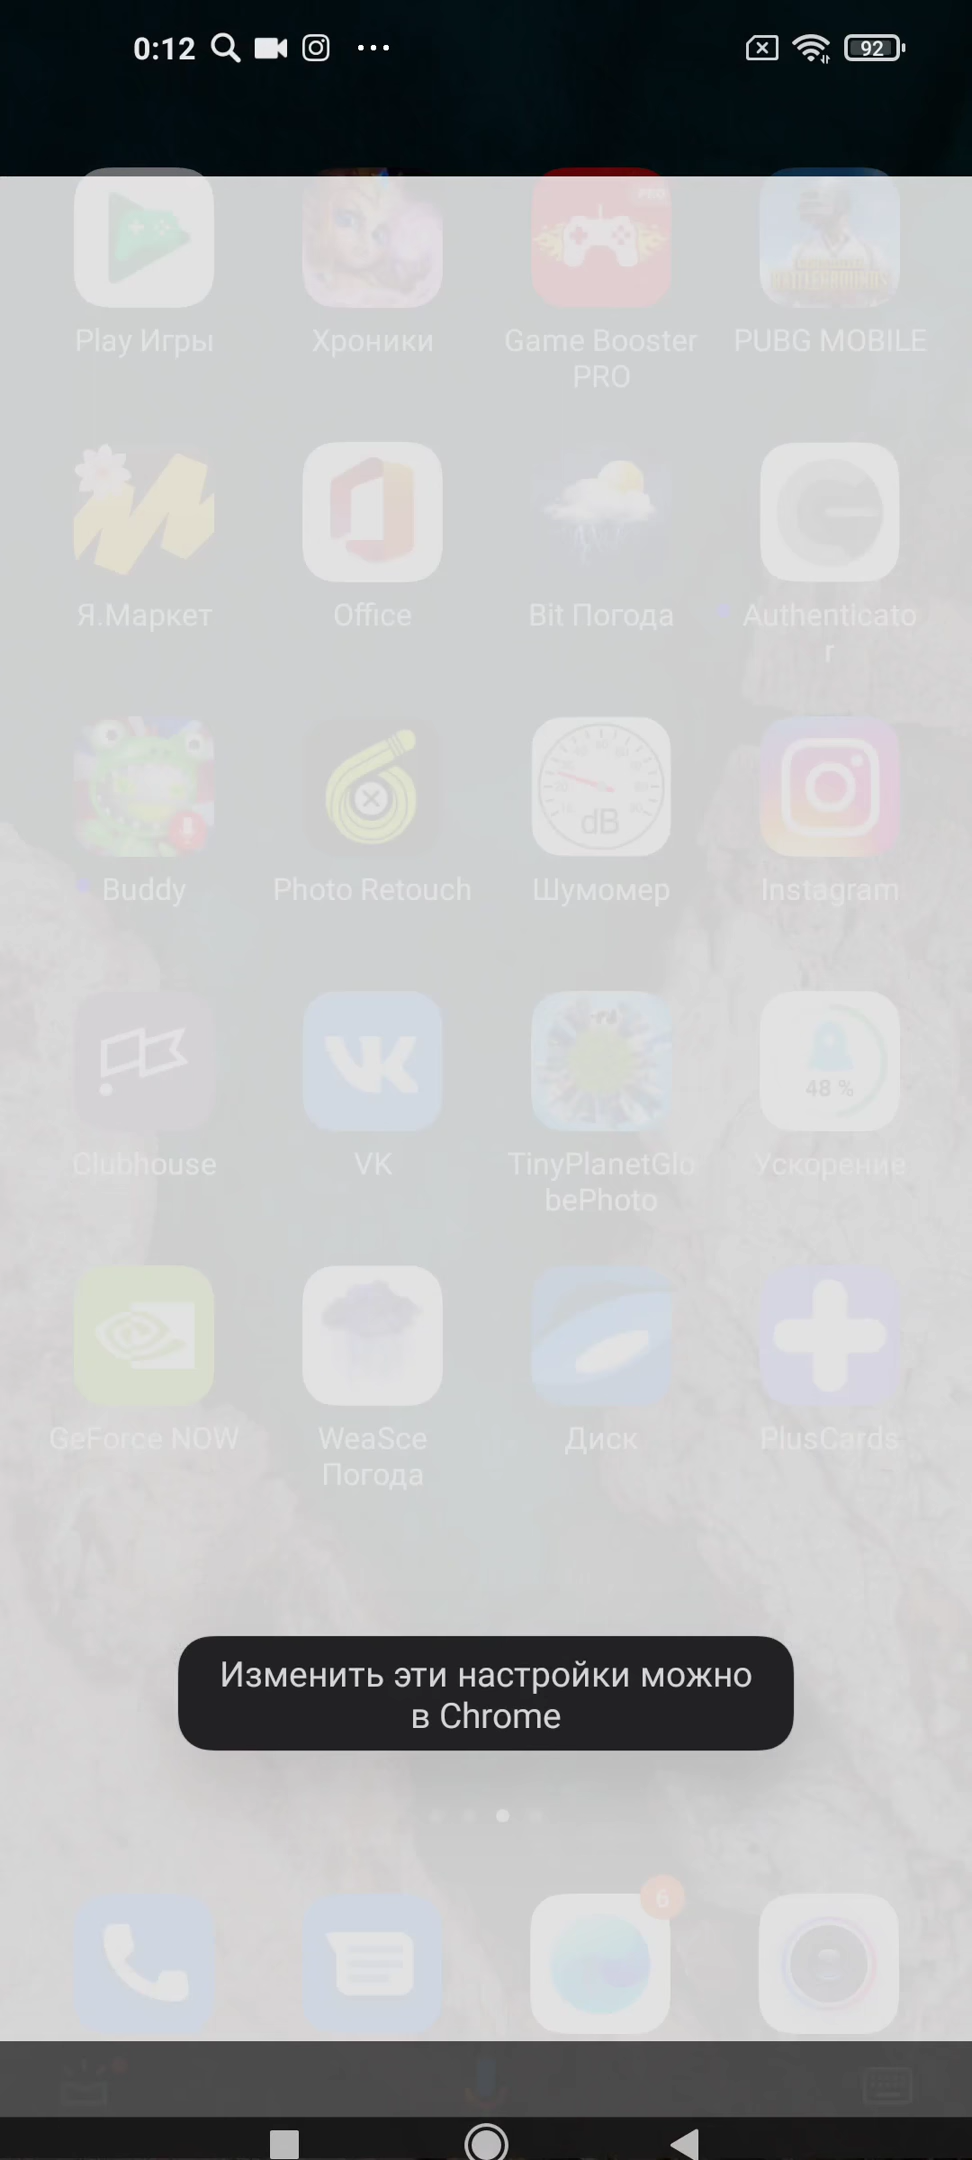 0:12
92
Play Игры
Хроники
Game Booster
PRO
PUBG MOBILE
Я.Маркет
Office
Bit Погода
Authenticato
r
dB
Buddy
Photo Retouch
Шумомер
Instagram
48 %
Clubhouse
VK
TinyPlanetGlo
bePhoto
Ускорение
GeForce NOW
WeaSce
Погода
Диск
PlusCards
Изменить эти настройки можно
в Chrome
6